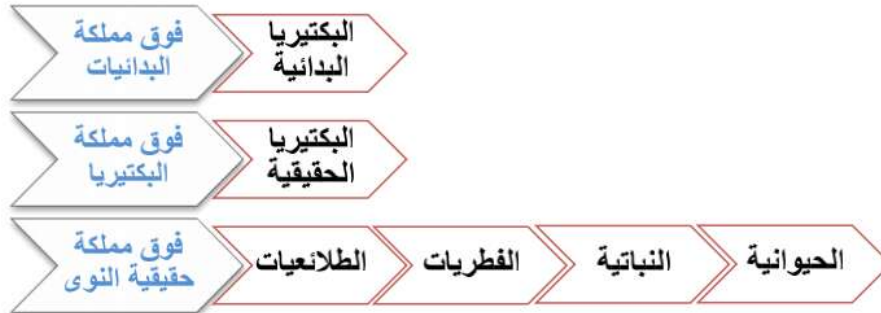 فوق مملكة
البدائيات
البكتيريا
البدائية
فوق مملكة
البكتيريا
البكتيريا
الحقيقية
فوق مملكة
حقيقية النوى
الطلائعيات
الفطريات
النباتية
الحيوانية